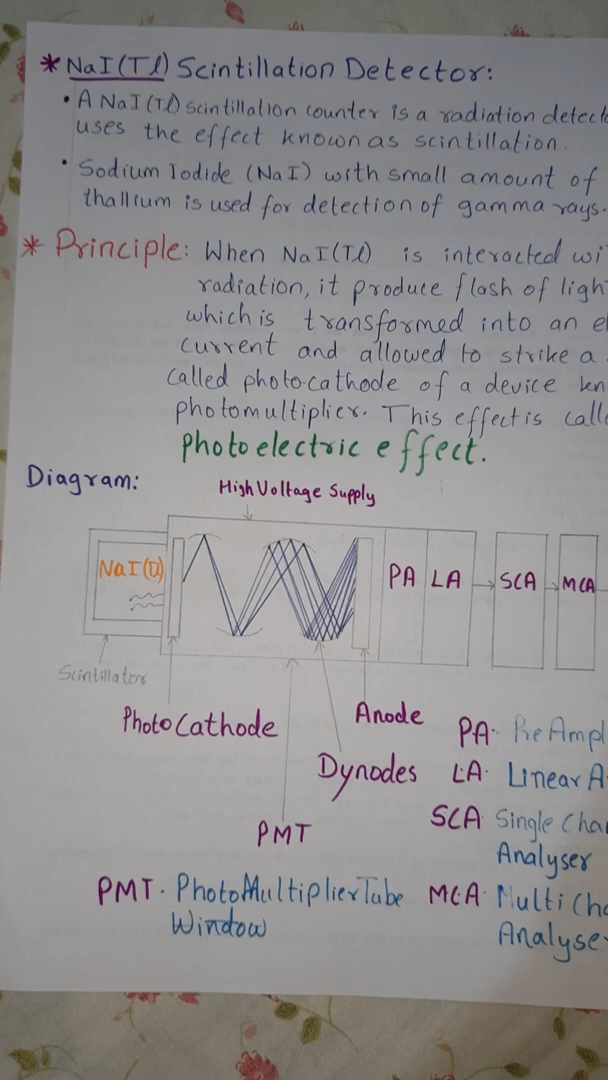 * NaI(Tl) Scintillation Detector:
• A NaI(Tl) scintillation counter is a radiation detec
uses the effect known as scintillation.
• Sodium Iodide (NaI) with small amount of
thallium is used for detection of gamma rays.
* Principle: When NaI(Tl) is interacted wi
radiation, it produce flash of ligh
which is transformed into an el
current and allowed to strike a
called photo-cathode of a device kn
photomultiplier. This effect is calle
photoelectric effect.
Diagram:
High Voltage Supply
NaI(Tl)
PA LA SCA MCA
Scintillator
PhotoCathode
Anode
Dynodes
PMT
PA- PreAmpl
LA- Linear A
SCA Single Cha
Analyser
PMT- PhotoMultiplierTube
Window
MCA- Multi Cha
Analyser